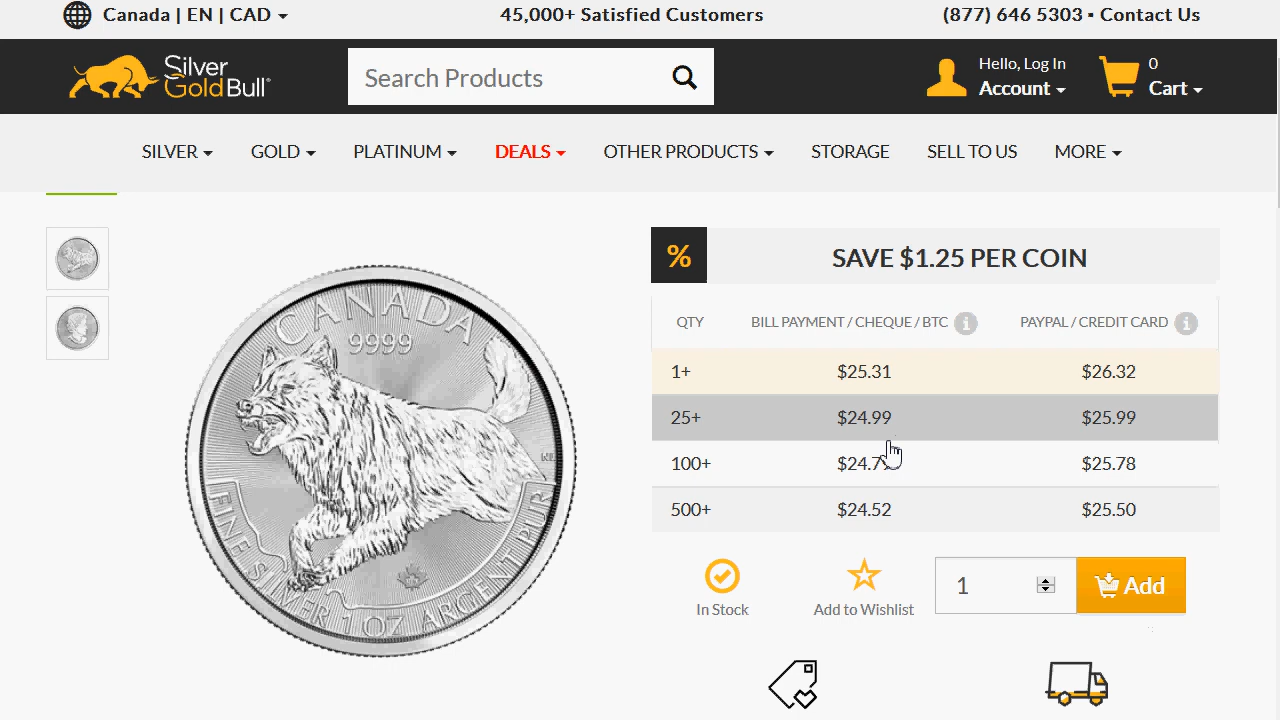 Canada | EN | CAD
45,000+ Satisfied Customers
(877) 646 5303 • Contact Us
Silver
Gold Bull
Search Products
Hello, Log In
Account
0
Cart
SILVER
GOLD
PLATINUM
DEALS
OTHER PRODUCTS
STORAGE
SELL TO US
MORE
% SAVE $1.25 PER COIN
QTY BILL PAYMENT / CHEQUE / BTC PAYPAL / CREDIT CARD
1+ $25.31 $26.32
25+ $24.99 $25.99
100+ $25.78
500+ $24.52 $25.50
CANADA
9999
FINE SILVER 1 OZ ARGENT PUR
In Stock
Add to Wishlist
1
Add